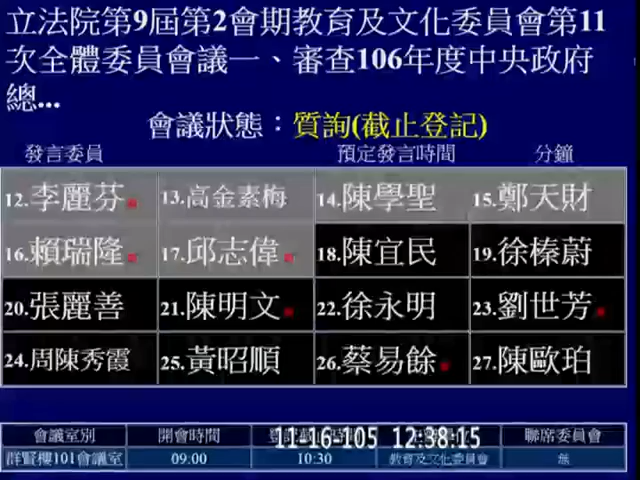 立法院第9屆第2會期教育及文化委員會第11
次全體委員會議一、審查106年度中央政府
總...
會議狀態：質詢(截止登記)
發言委員 預定發言時間 分鐘
12.李麗芬 13.高金素梅 14.陳學聖 15.鄭天財
16.賴瑞隆 17.邱志偉 18.陳宜民 19.徐榛蔚
20.張麗善 21.陳明文 22.徐永明 23.劉世芳
24.周陳秀霞 25.黃昭順 26.蔡易餘 27.陳歐珀
會議室別 開會時間 聯席委員會
11-16-105 12:38:15
群賢樓101會議室 09:00 10:30 教育及文化委員會 無